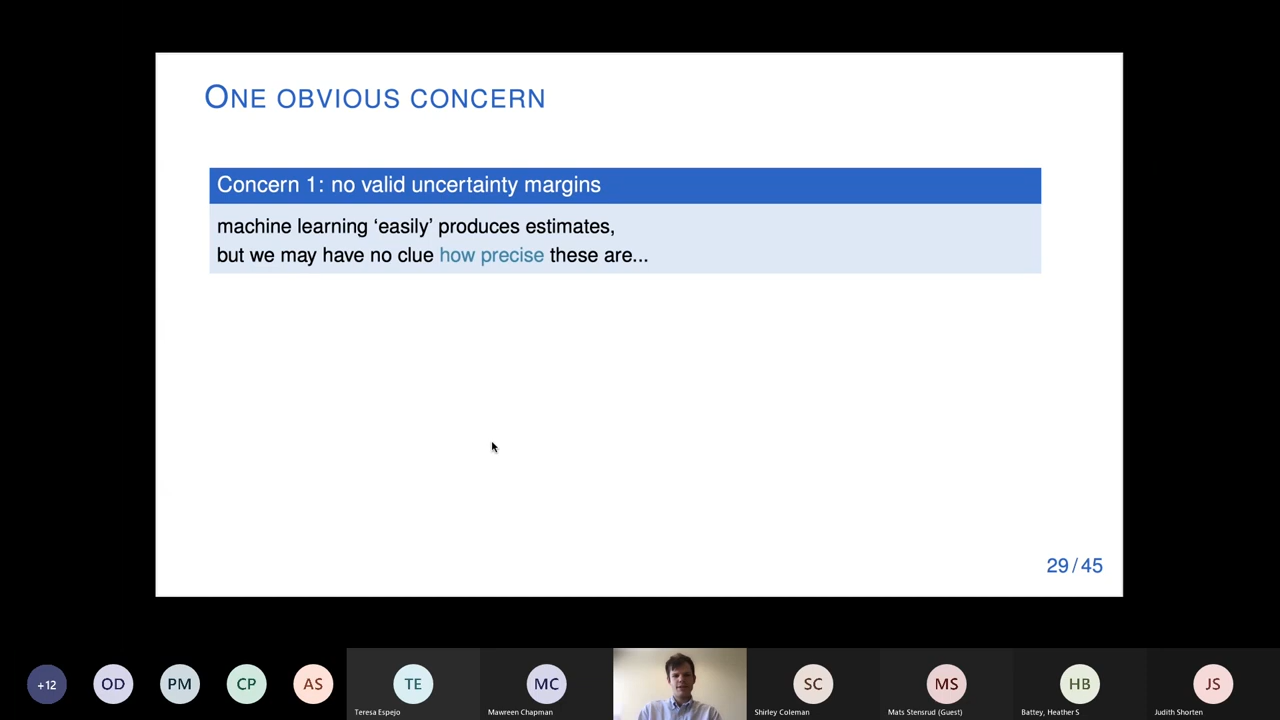 ONE OBVIOUS CONCERN
Concern 1: no valid uncertainty margins
machine learning ‘easily’ produces estimates,
but we may have no clue how precise these are...
29/45
+12
OD
PM
CP
AS
TE
Teresa Espejo
MC
Mawreen Chapman
SC
Shirley Coleman
MS
Mats Stensrud (Guest)
HB
Battey, Heather S
JS
Judith Shorten